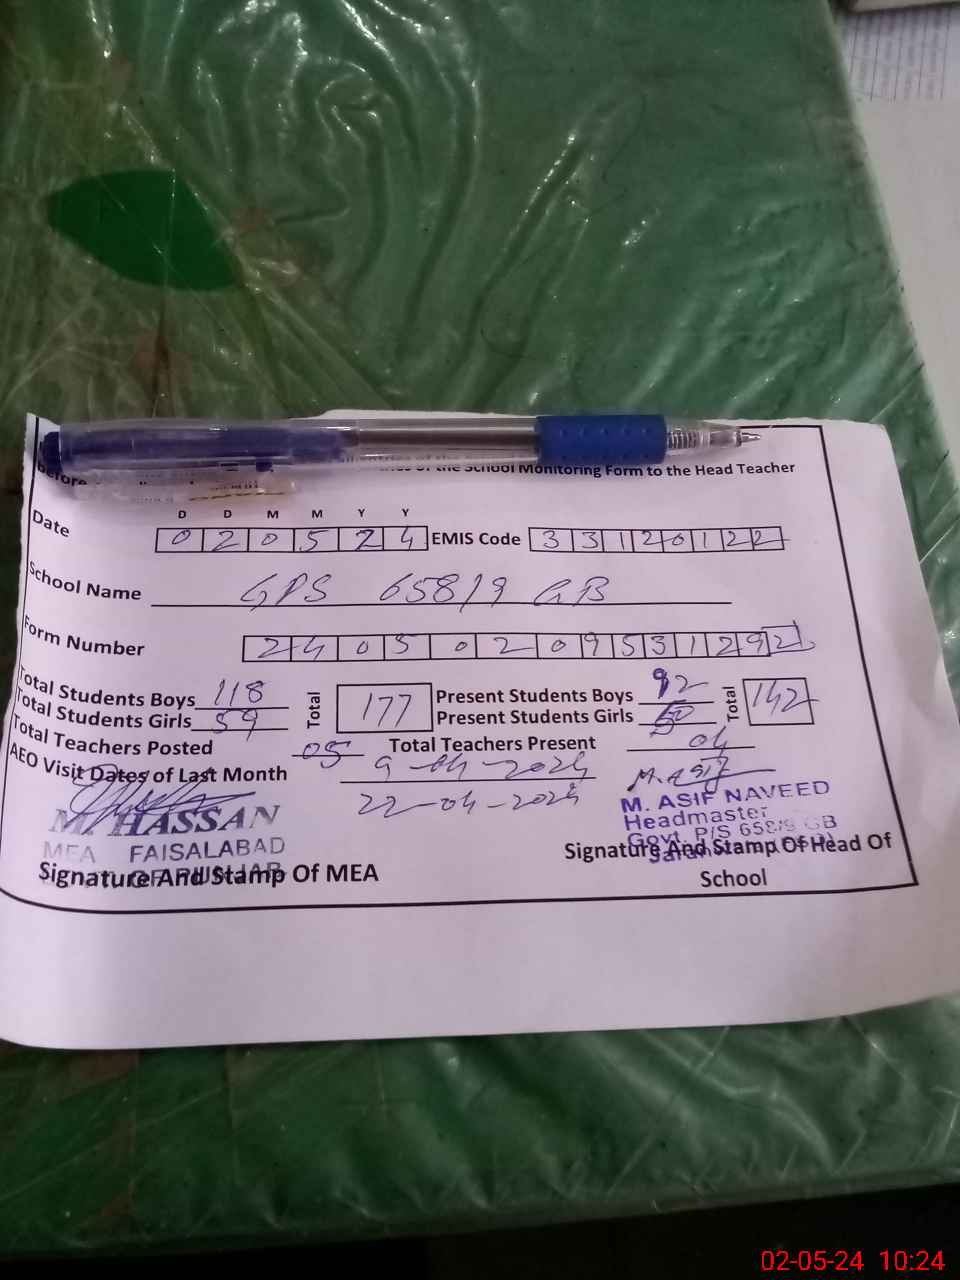 of the School Monitoring Form to the Head Teacher
before
D D M M Y Y
Date 0 2 0 5 2 4 EMIS Code 3 3 1 2 0 1 2 2
School Name GPS 658/9 GB
Form Number 2 4 0 5 0 2 0 9 5 3 1 2 9 2
Total Students Boys 118 Total 177 Present Students Boys 92 Total 142
Total Students Girls 59 Present Students Girls 50
Total Teachers Posted 05 Total Teachers Present 04
AEO Visit Dates of Last Month 9-04-2024
22-04-2024
M. Asif
M. HASSAN
MEA FAISALABAD
M. ASIF NAVEED
Headmaster
Govt. P/S 658/9 GB
Signature And Stamp Of MEA
Signature And Stamp Of Head Of
School
02-05-24 10:24